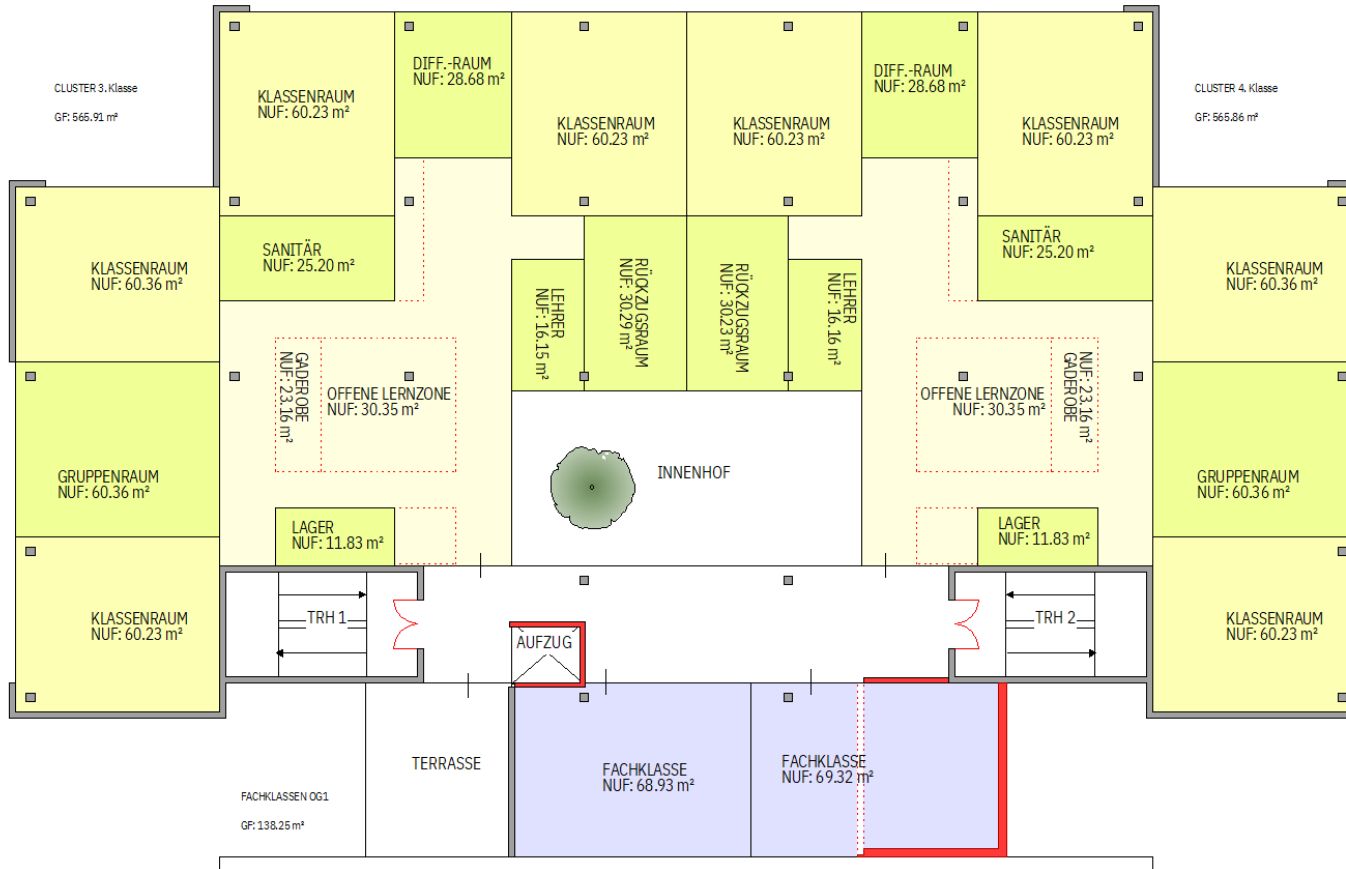 CLUSTER 3. Klasse
GF: 565.91 m²
KLASSENRAUM
NUF: 60.23 m²
DIFF.-RAUM
NUF: 28.68 m²
KLASSENRAUM
NUF: 60.23 m²
KLASSENRAUM
NUF: 60.23 m²
DIFF.-RAUM
NUF: 28.68 m²
KLASSENRAUM
NUF: 60.23 m²
CLUSTER 4. Klasse
GF: 565.86 m²
KLASSENRAUM
NUF: 60.36 m²
SANITÄR
NUF: 25.20 m²
LEHRER
NUF: 16.15 m²
RÜCKZUGSRAUM
NUF: 30.29 m²
RÜCKZUGSRAUM
NUF: 30.23 m²
LEHRER
NUF: 16.16 m²
SANITÄR
NUF: 25.20 m²
KLASSENRAUM
NUF: 60.36 m²
GADEROBE
NUF: 23.16 m²
OFFENE LERNZONE
NUF: 30.35 m²
OFFENE LERNZONE
NUF: 30.35 m²
NUF: 23.16 m²
GADEROBE
GRUPPENRAUM
NUF: 60.36 m²
INNENHOF
GRUPPENRAUM
NUF: 60.36 m²
LAGER
NUF: 11.83 m²
LAGER
NUF: 11.83 m²
KLASSENRAUM
NUF: 60.23 m²
TRH 1
AUFZUG
TRH 2
KLASSENRAUM
NUF: 60.23 m²
TERRASSE
FACHKLASSE
NUF: 68.93 m²
FACHKLASSE
NUF: 69.32 m²
FACHKLASSEN OG1
GF: 138.25 m²